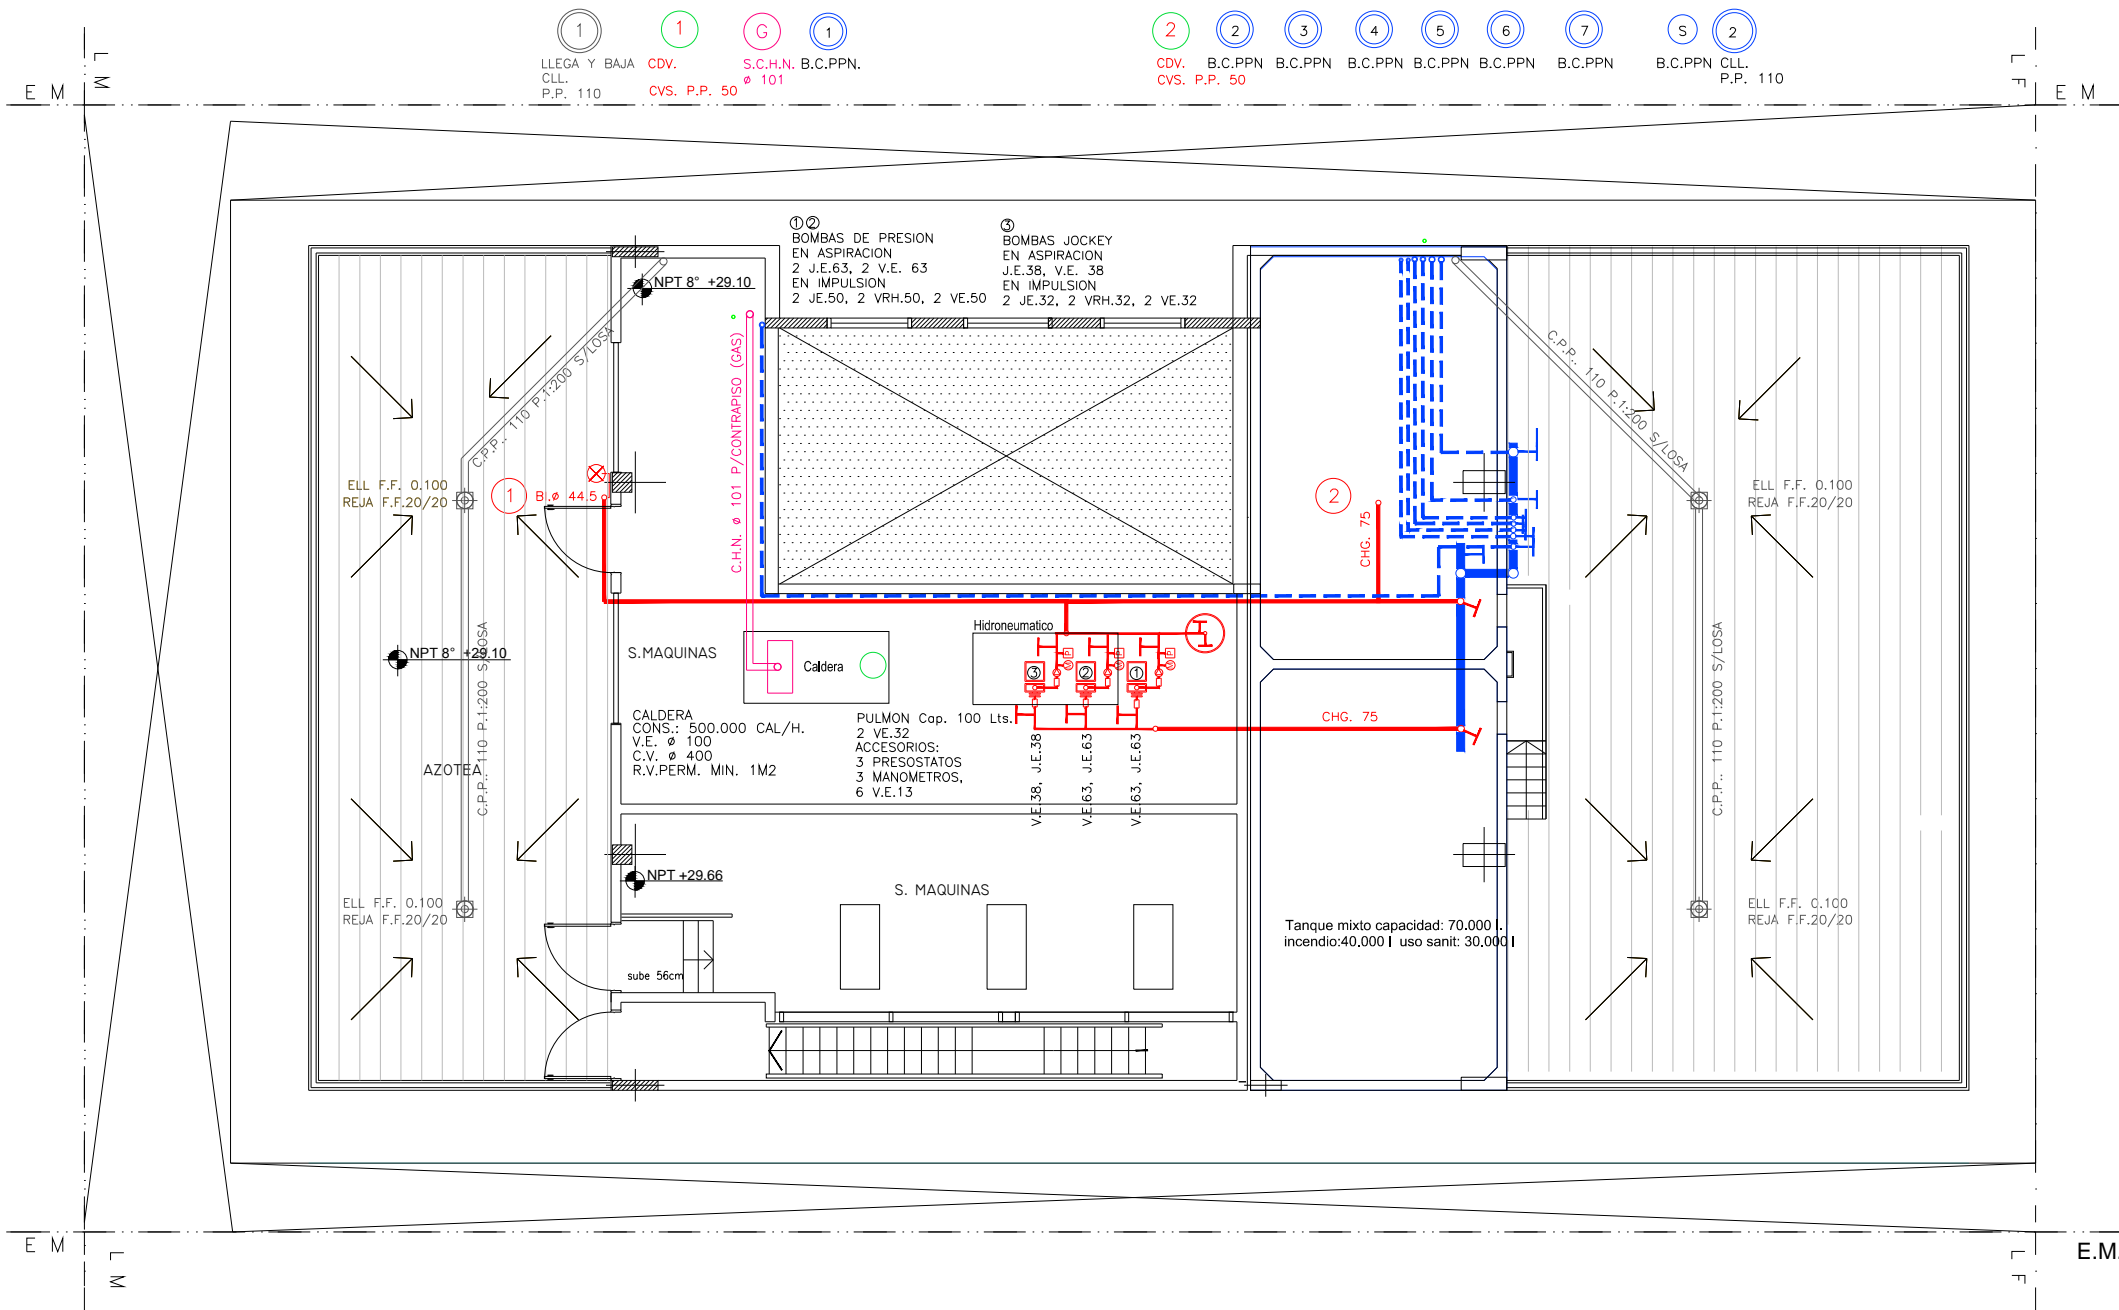 1
LLEGA Y BAJA
CLL.
P.P. 110
1
CDV.
CVS. P.P. 50
G
S.C.H.N.
ø 101
1
B.C.PPN.
2
CDV.
CVS. P.P. 50
2
B.C.PPN
3
B.C.PPN
4
B.C.PPN
5
B.C.PPN
6
B.C.PPN
7
B.C.PPN
S
B.C.PPN
2
CLL.
P.P. 110
L M
L F
E M
E M
1 2
BOMBAS DE PRESION
EN ASPIRACION
2 J.E.63, 2 V.E. 63
EN IMPULSION
2 JE.50, 2 VRH.50, 2 VE.50
3
BOMBAS JOCKEY
EN ASPIRACION
J.E.38, V.E. 38
EN IMPULSION
2 JE.32, 2 VRH.32, 2 VE.32
NPT 8° +29.10
C.P.P.. 110 P.1:200 S/LOSA
C.H.N. ø 101 P/CONTRAPISO (GAS)
C.P.P.. 110 P.1:200 S/LOSA
ELL F.F. 0.100
REJA F.F.20/20
1
B.I.ø 44.5
2
CHG. 75
ELL F.F. 0.100
REJA F.F.20/20
NPT 8° +29.10
C.P.P.. 110 P.1:200 S/LOSA
S.MAQUINAS
Caldera
Hidroneumatico
P
P
P
M
M
M
3
2
1
C.P.P.. 110 P.1:200 S/LOSA
CALDERA
CONS.: 500.000 CAL/H.
V.E. ø 100
C.V. ø 400
R.V.PERM. MIN. 1M2
PULMON Cap. 100 Lts.
2 VE.32
ACCESORIOS:
3 PRESOSTATOS
3 MANOMETROS,
6 V.E.13
V.E.38, J.E.38
V.E.63, J.E.63
V.E.63, J.E.63
CHG. 75
AZOTEA
NPT +29.66
S. MAQUINAS
ELL F.F. 0.100
REJA F.F.20/20
Tanque mixto capacidad: 70.000 l.
incendio:40.000 l uso sanit: 30.000 l
ELL F.F. 0.100
REJA F.F.20/20
sube 56cm
E M
E.M.
L M
L F